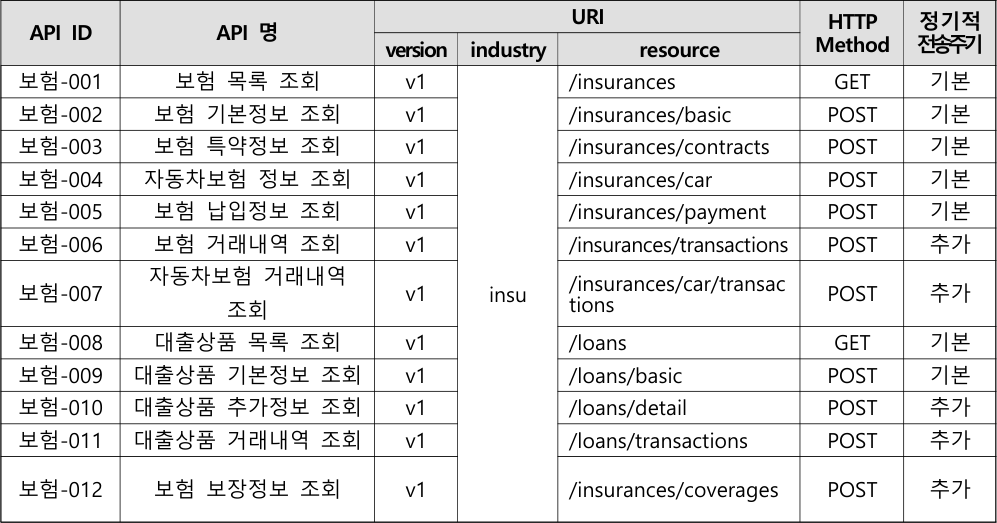 API ID API 명 URI HTTP Method 정기적 전송주기
version industry resource
보험-001 보험 목록 조회 v1 /insurances GET 기본
보험-002 보험 기본정보 조회 v1 /insurances/basic POST 기본
보험-003 보험 특약정보 조회 v1 /insurances/contracts POST 기본
보험-004 자동차보험 정보 조회 v1 /insurances/car POST 기본
보험-005 보험 납입정보 조회 v1 /insurances/payment POST 기본
보험-006 보험 거래내역 조회 v1 /insurances/transactions POST 추가
자동차보험 거래내역
보험-007 v1 insu /insurances/car/transac POST 추가
조회 tions
보험-008 대출상품 목록 조회 v1 /loans GET 기본
보험-009 대출상품 기본정보 조회 v1 /loans/basic POST 기본
보험-010 대출상품 추가정보 조회 v1 /loans/detail POST 추가
보험-011 대출상품 거래내역 조회 v1 /loans/transactions POST 추가
보험-012 보험 보장정보 조회 v1 /insurances/coverages POST 추가